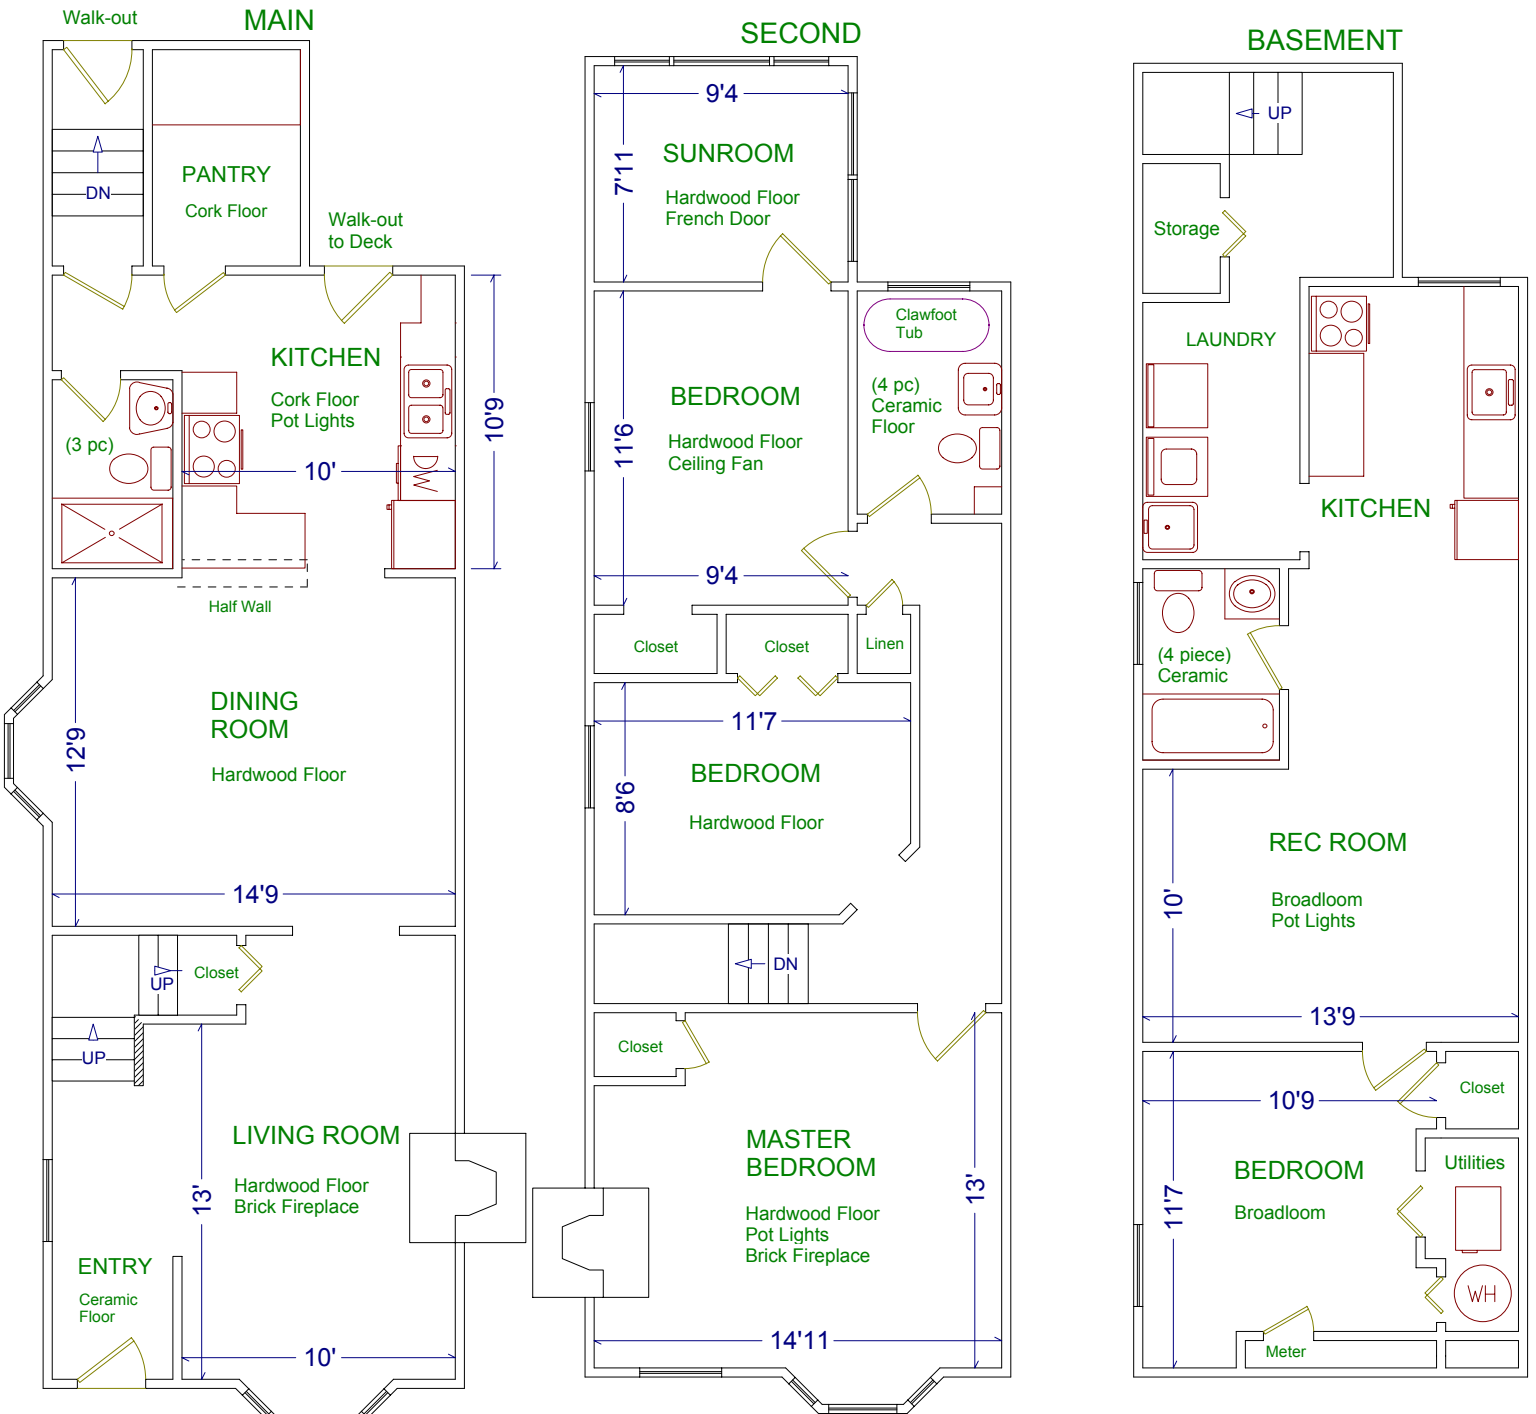 MAIN
Walk-out
DN
PANTRY
Cork Floor
Walk-out
to Deck
KITCHEN
Cork Floor
Pot Lights
10'9
10'
(3 pc)
DW
Half Wall
DINING
ROOM
Hardwood Floor
12'9
14'9
UP
Closet
UP
LIVING ROOM
Hardwood Floor
Brick Fireplace
13'
ENTRY
Ceramic
Floor
10'
SECOND
9'4
7'11
SUNROOM
Hardwood Floor
French Door
Clawfoot
Tub
(4 pc)
Ceramic
Floor
BEDROOM
Hardwood Floor
Ceiling Fan
11'6
9'4
Closet
Closet
Linen
11'7
BEDROOM
8'6
Hardwood Floor
DN
Closet
MASTER
BEDROOM
Hardwood Floor
Pot Lights
Brick Fireplace
13'
14'11
BASEMENT
UP
Storage
LAUNDRY
KITCHEN
(4 piece)
Ceramic
REC ROOM
Broadloom
Pot Lights
10'
13'9
10'9
Closet
BEDROOM
Broadloom
11'7
Utilities
WH
Meter